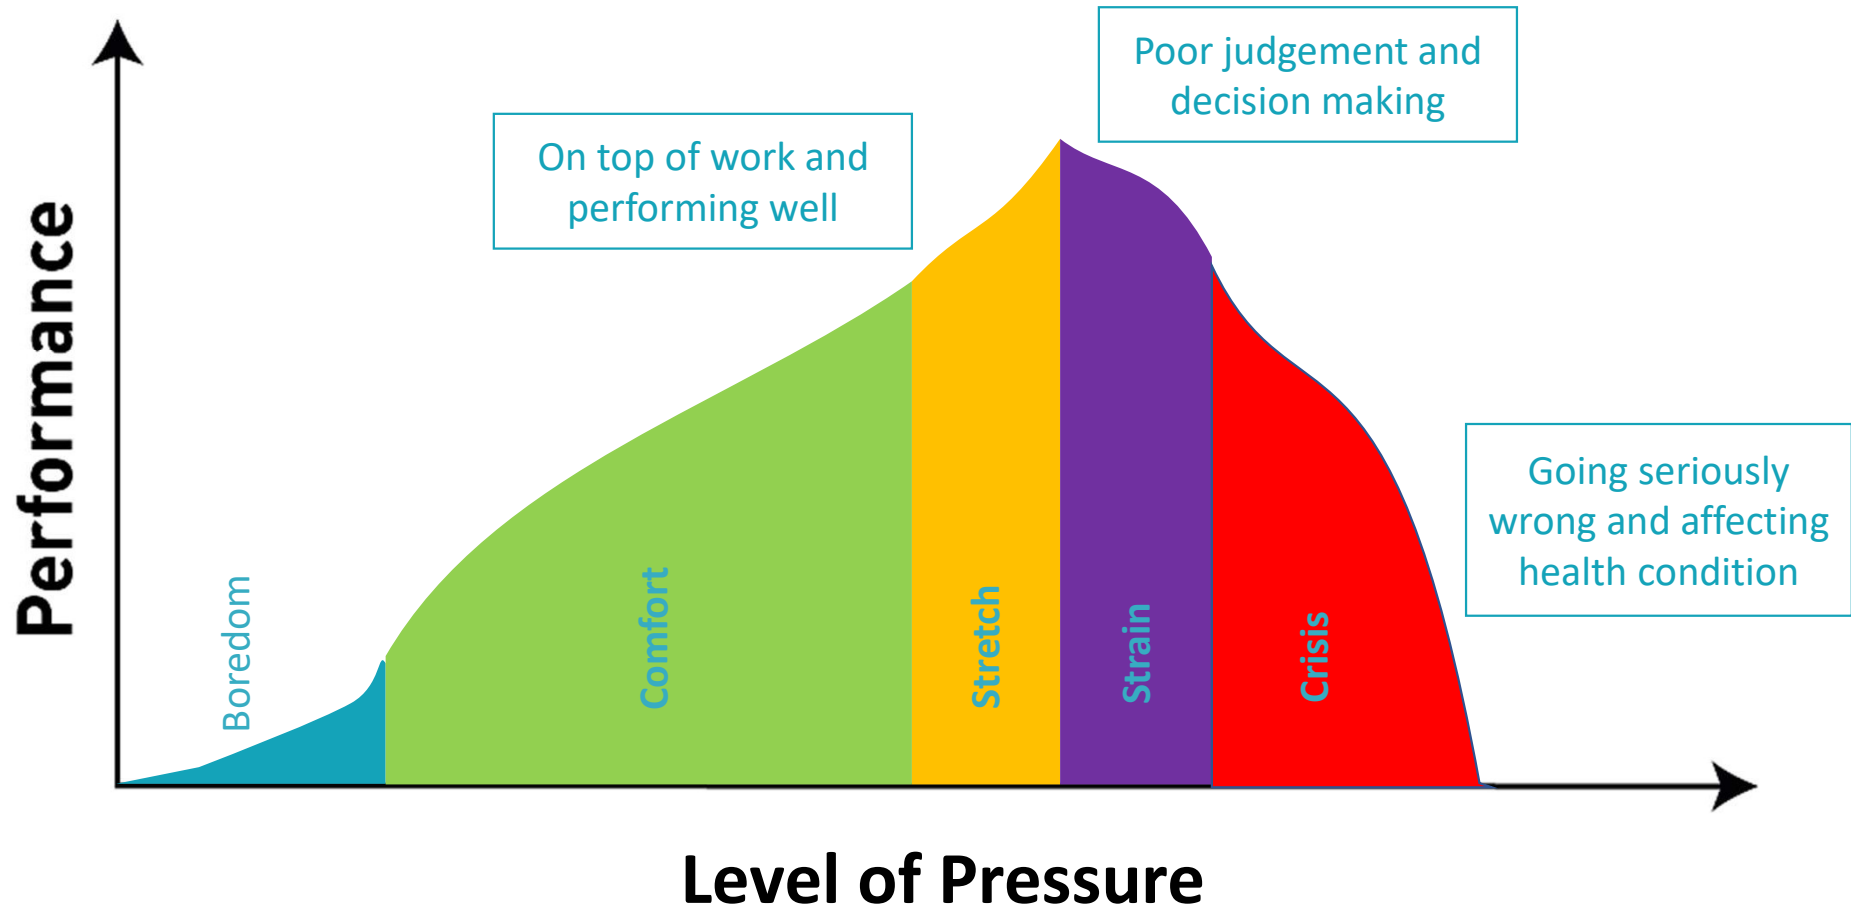 Poor judgement and
decision making
On top of work and
performing well
Performance
Going seriously
wrong and affecting
health condition
Boredom
Comfort
Stretch
Strain
Crisis
Level of Pressure